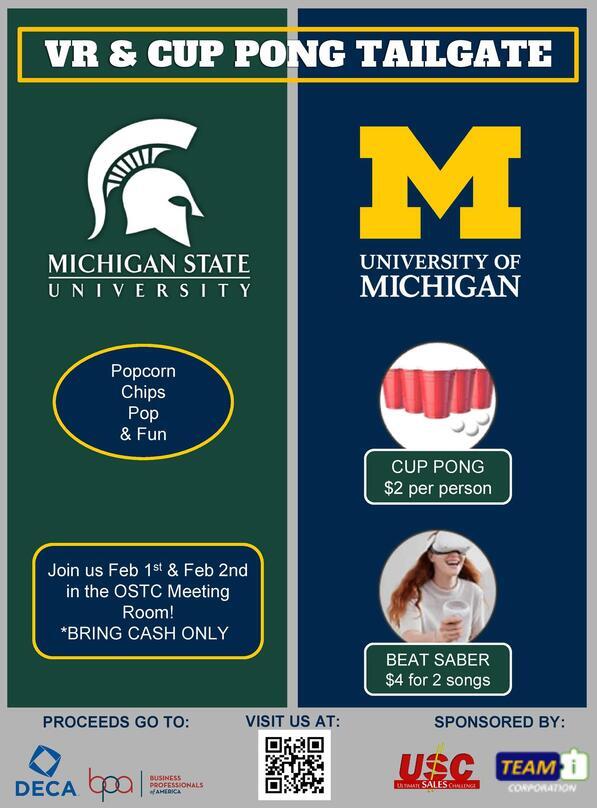 VR & CUP PONG TAILGATE
MICHIGAN STATE
UNIVERSITY
UNIVERSITY OF
MICHIGAN
Popcorn
Chips
Pop
& Fun
CUP PONG
$2 per person
Join us Feb 1st & Feb 2nd
in the OSTC Meeting
Room!
*BRING CASH ONLY
BEAT SABER
$4 for 2 songs
PROCEEDS GO TO:
VISIT US AT:
SPONSORED BY:
DECA
bpa
BUSINESS
PROFESSIONALS
of AMERICA
USC
ULTIMATE SALES CHALLENGE
TEAM i
CORPORATION